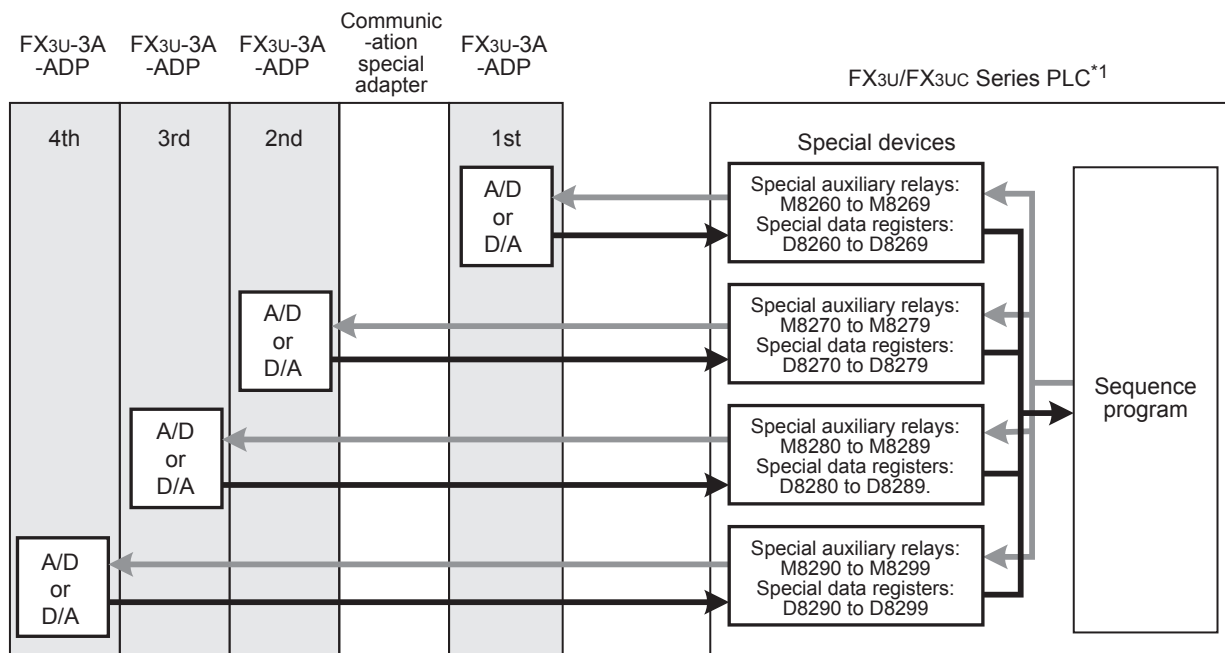 FX3U-3A
-ADP
FX3U-3A
-ADP
FX3U-3A
-ADP
Communic
-ation
special
adapter
FX3U-3A
-ADP
FX3U/FX3UC Series PLC*1
4th
3rd
2nd
1st
Special devices
A/D
or
D/A
Special auxiliary relays:
M8260 to M8269
Special data registers:
D8260 to D8269
A/D
or
D/A
Special auxiliary relays:
M8270 to M8279
Special data registers:
D8270 to D8279
A/D
or
D/A
Special auxiliary relays:
M8280 to M8289
Special data registers:
D8280 to D8289.
A/D
or
D/A
Special auxiliary relays:
M8290 to M8299
Special data registers:
D8290 to D8299
Sequence
program